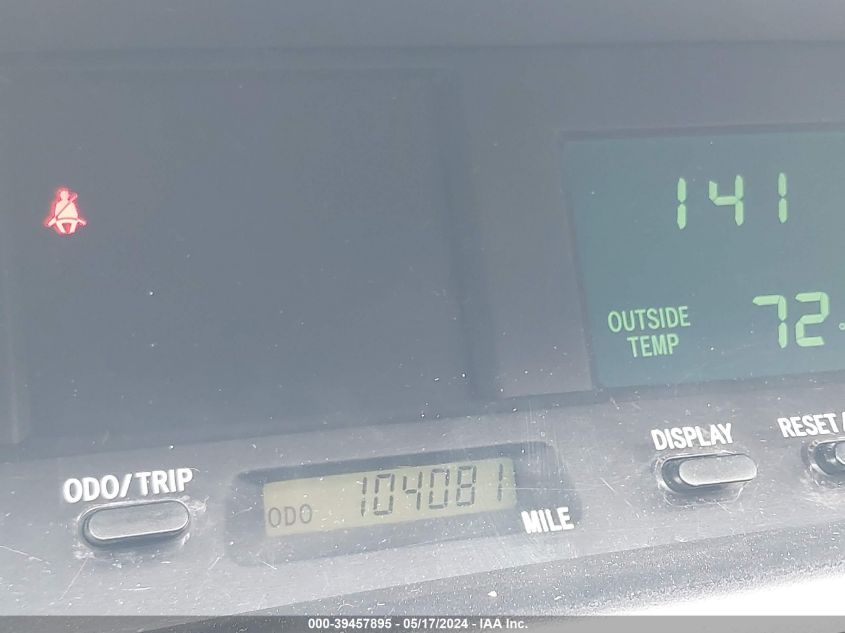 141
OUTSIDE
TEMP
72
DISPLAY
RESET
ODO/TRIP
ODO 104081
MILE
000-39457895 - 05/17/2024 - IAA Inc.